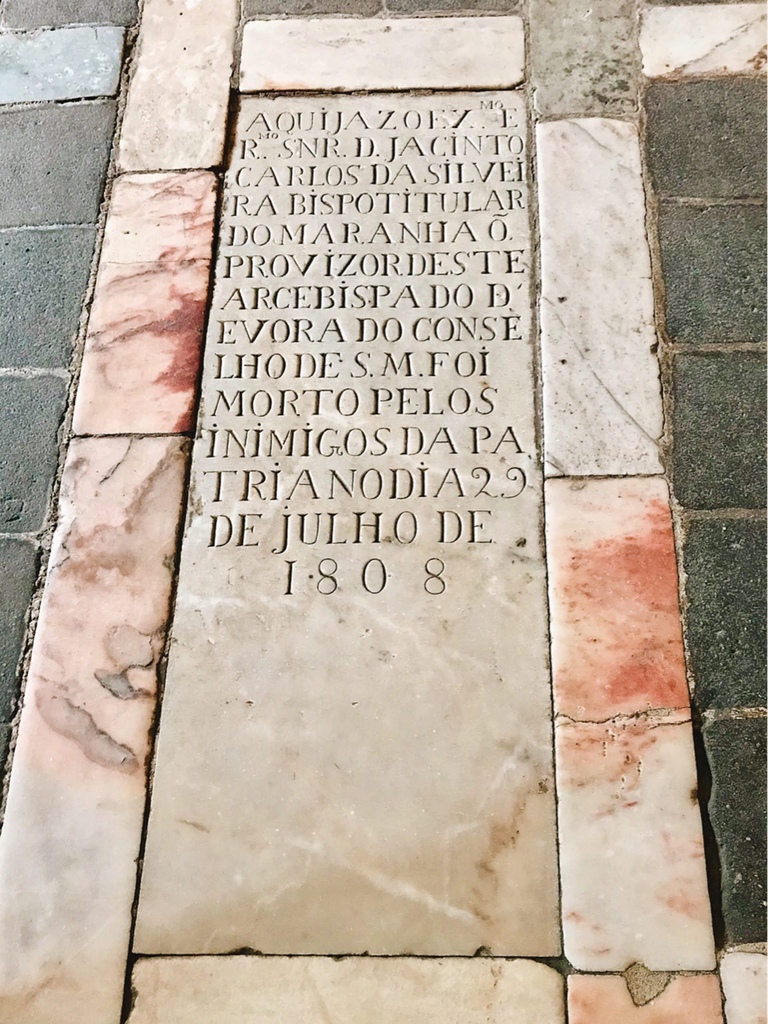 AQUI JAZ O EX.ᴹᴼ E
R.ᴹᴼ SNR. D. JACINTO
CARLOS DA SILVEI
RA BISPO TITULAR
DO MARANHAÕ.
PROVIZOR DESTE
ARCEBISPADO D'
EVORA DO CONSE
LHO DE S. M. FOI
MORTO PELOS
INIMIGOS DA PA
TRIA NO DIA 29
DE JULHO DE
1808